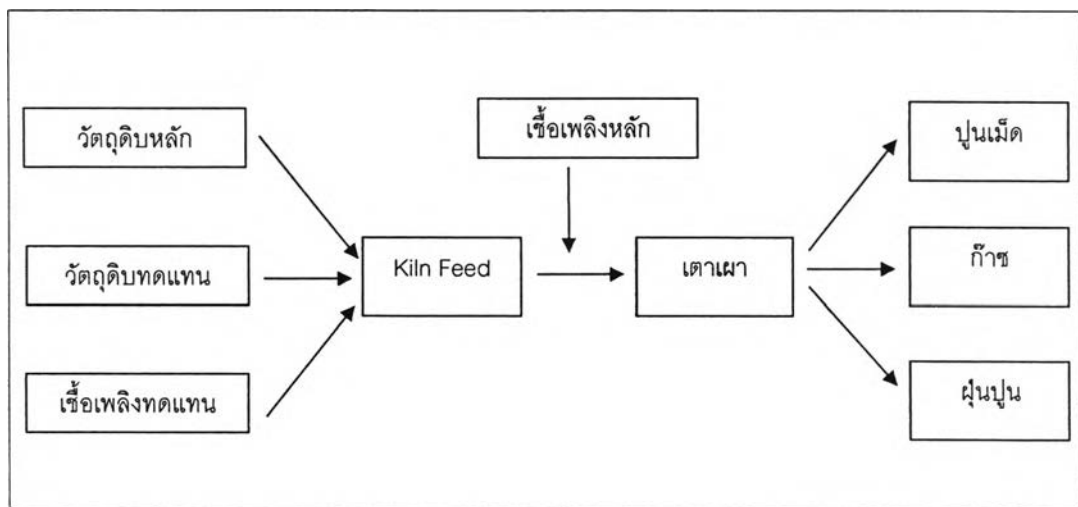 วัตถุดิบหลัก
เชื้อเพลิงหลัก
ปูนเม็ด
วัตถุดิบทดแทน
Kiln Feed
เตาเผา
ก๊าซ
เชื้อเพลิงทดแทน
ฝุ่นปูน